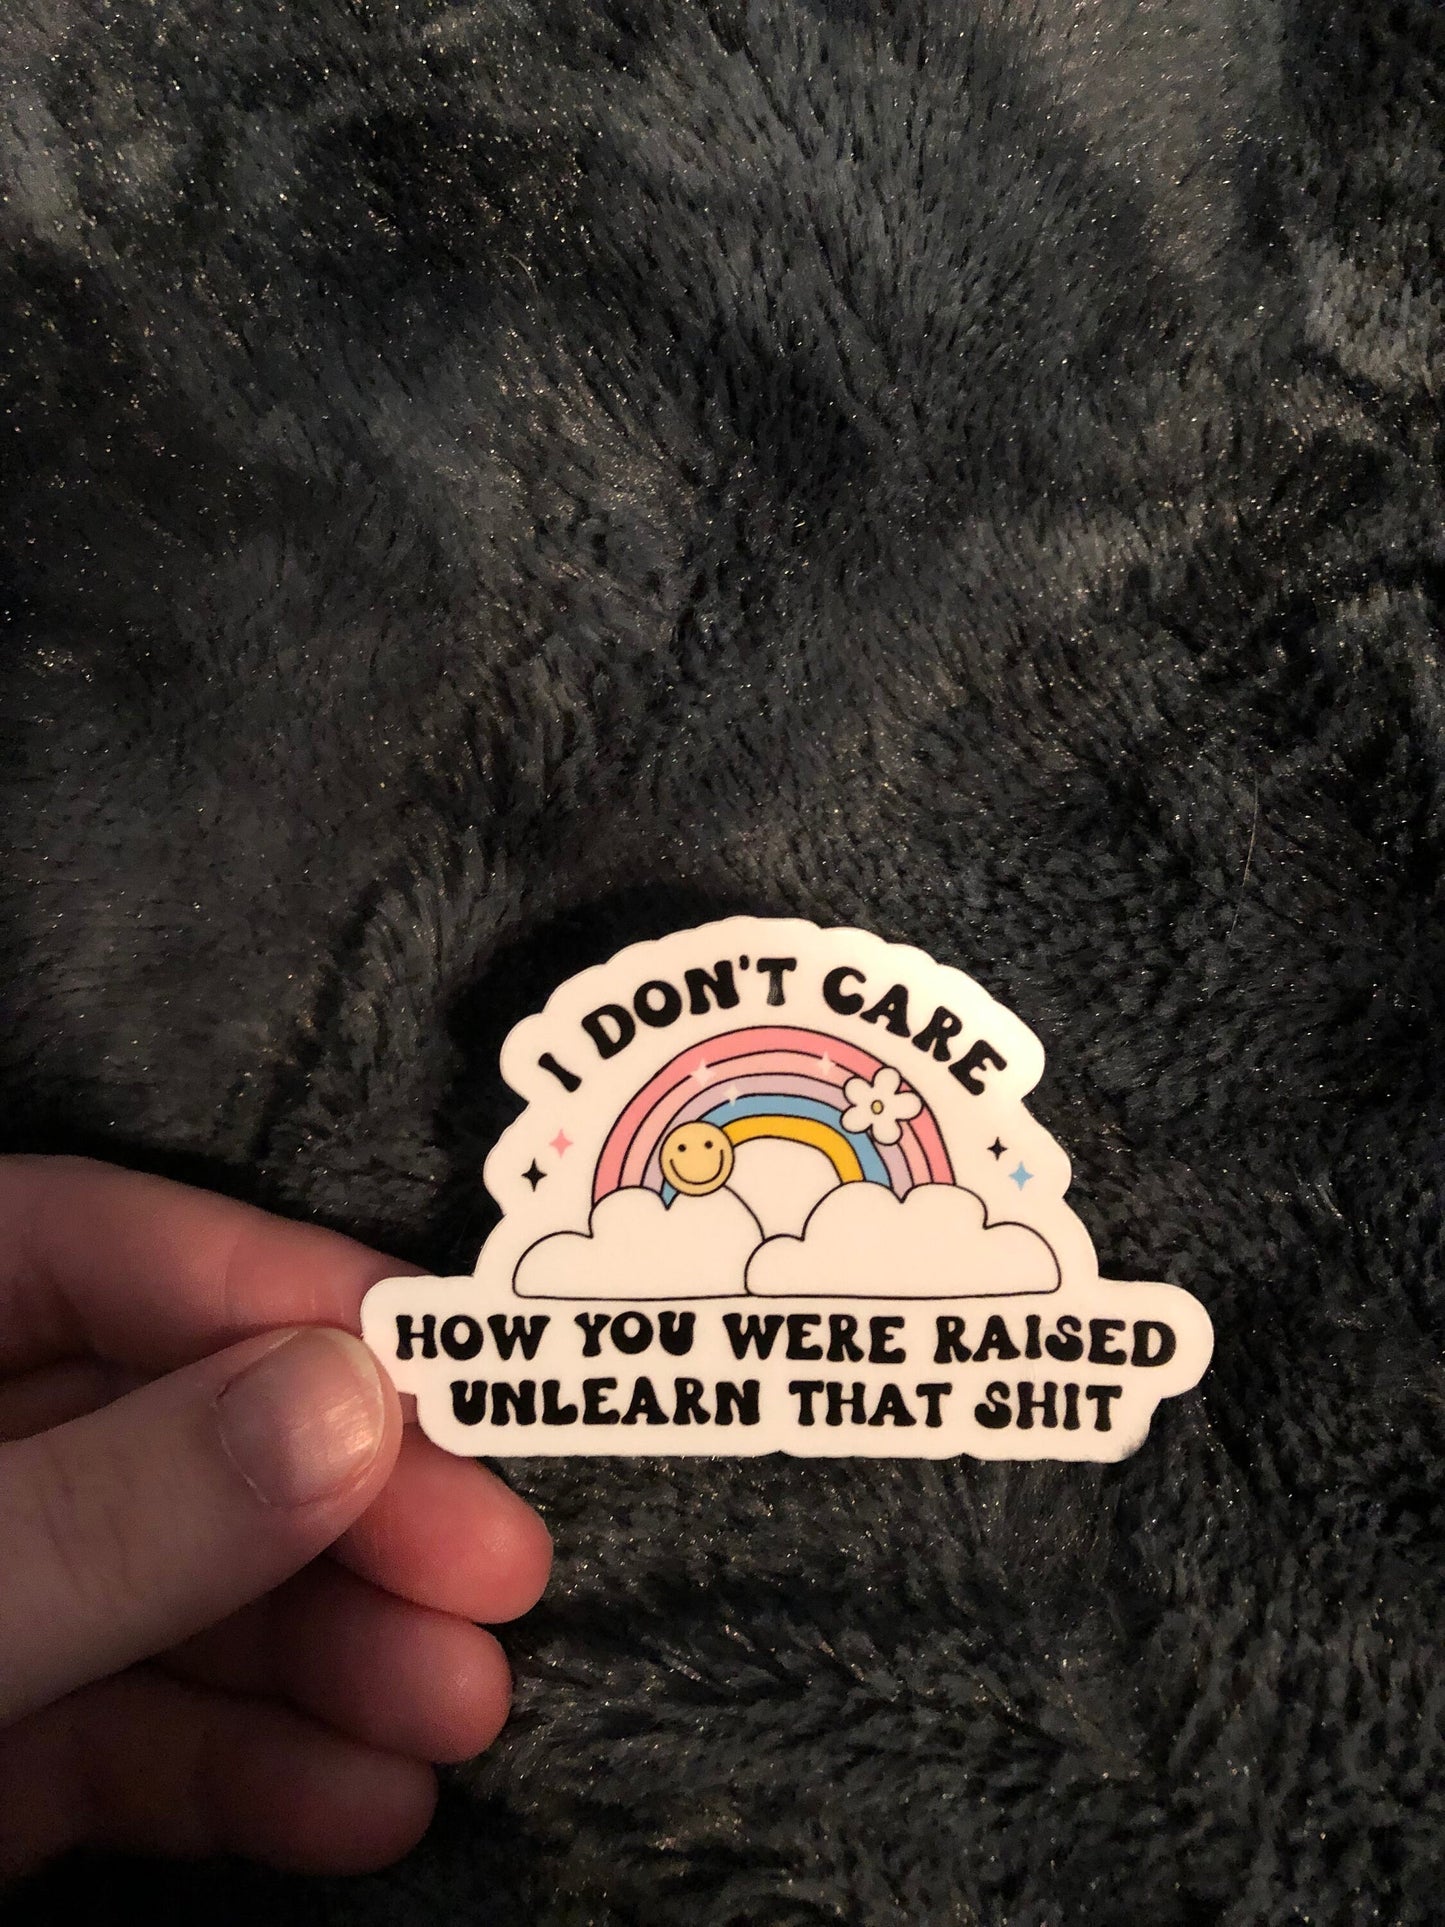 I DON'T CARE
HOW YOU WERE RAISED
UNLEARN THAT SHIT